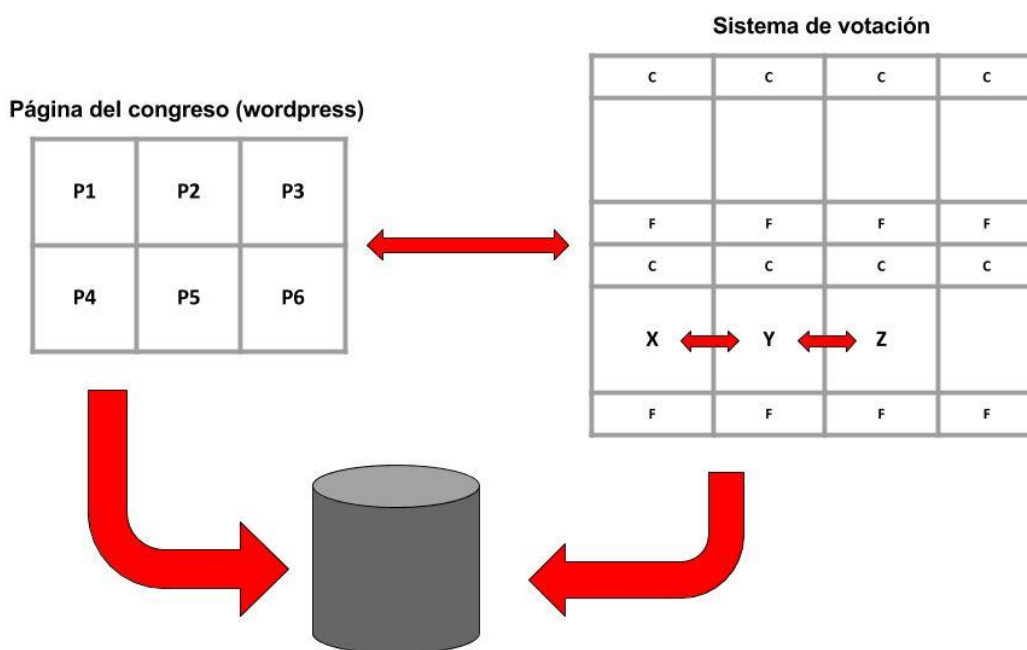 Sistema de votación
C C C C
Página del congreso (wordpress)
P1 P2 P3
F F F F
C C C C
P4 P5 P6
X Y Z
F F F F